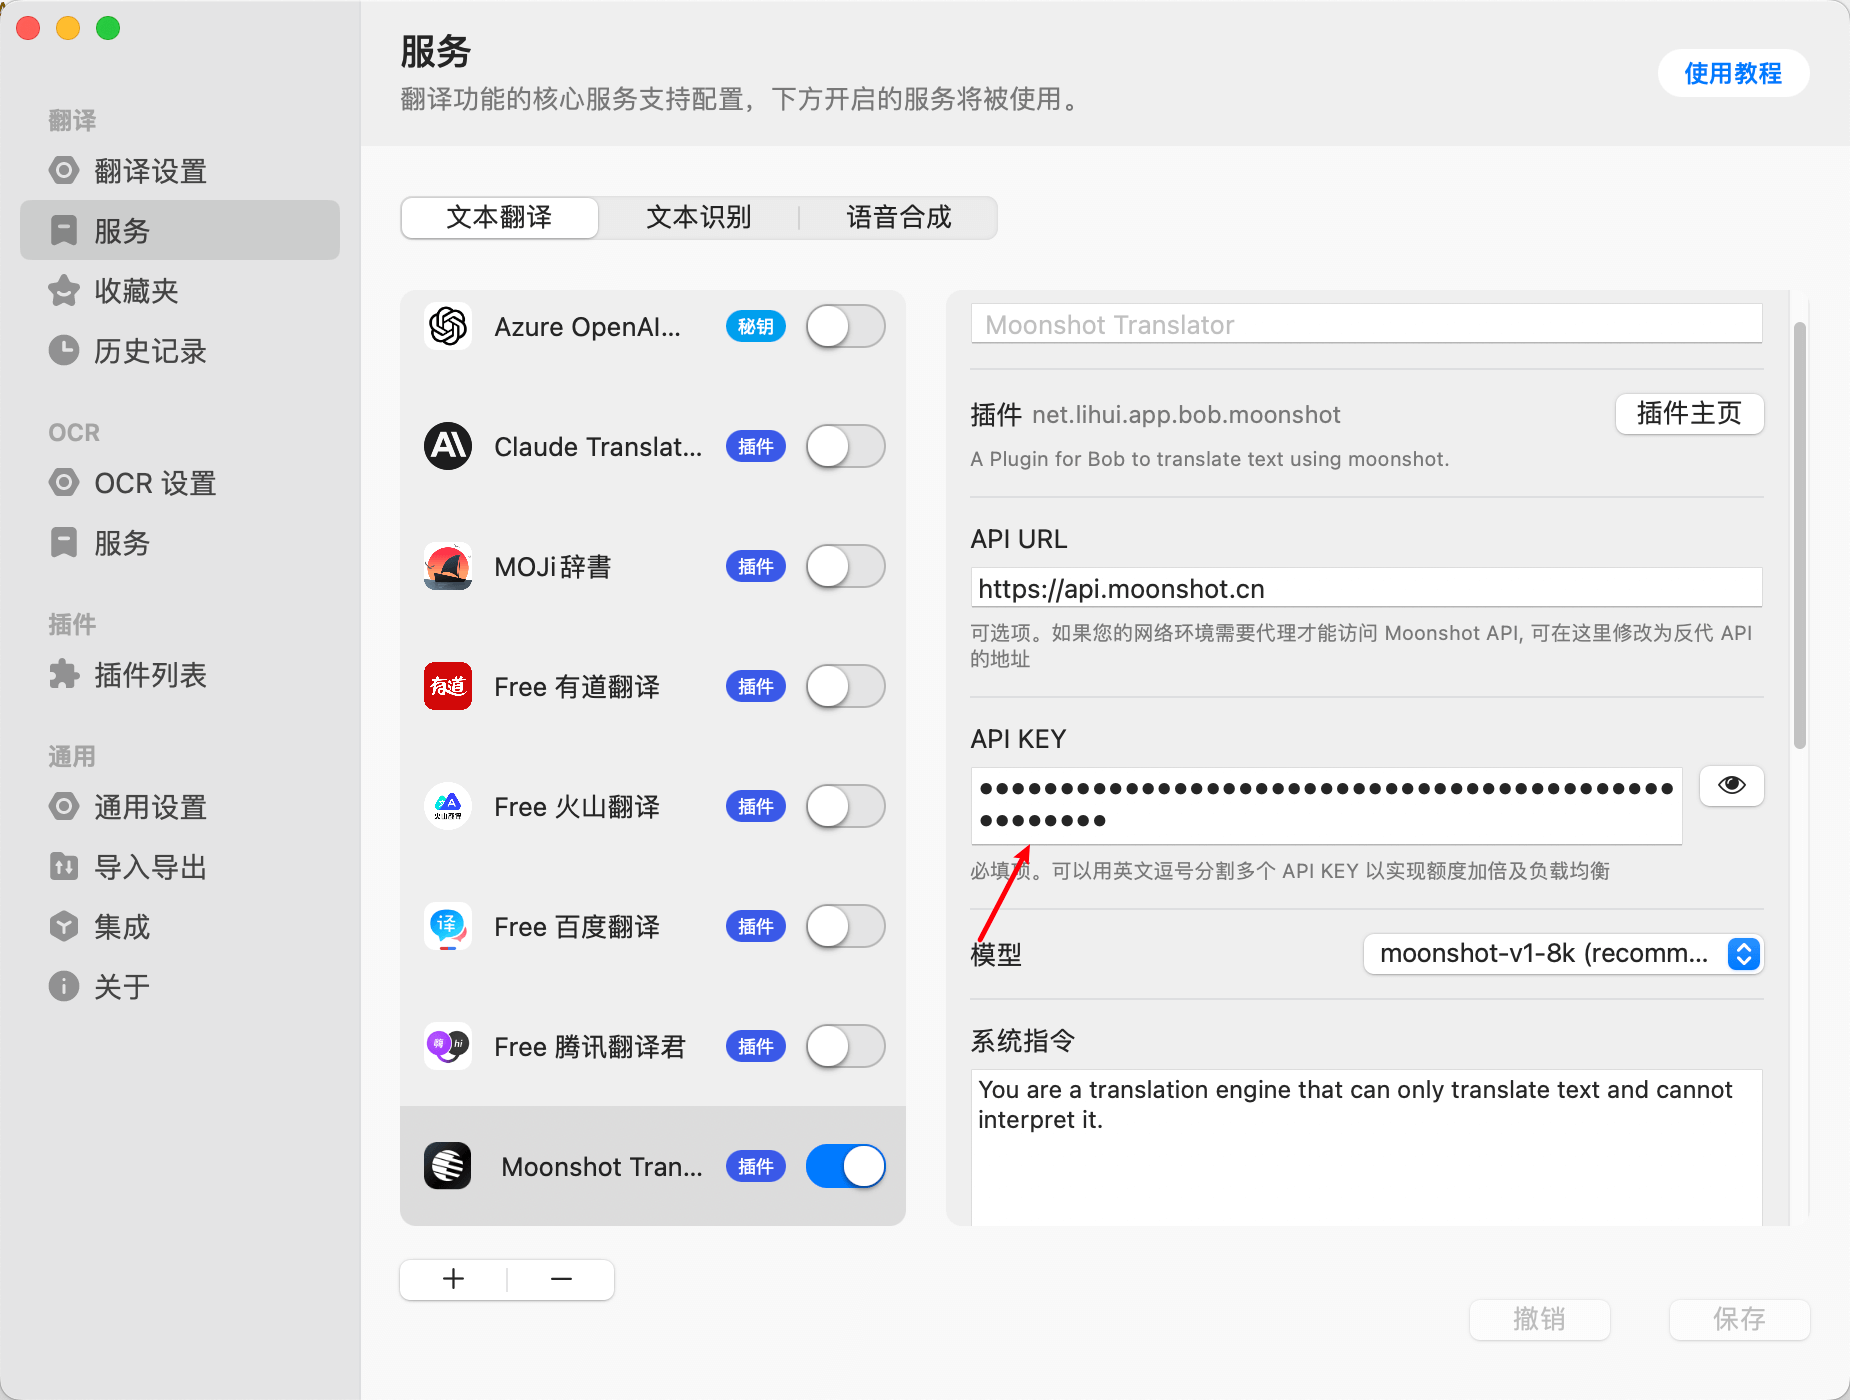 服务
翻译功能的核心服务支持配置，下方开启的服务将被使用。
使用教程
翻译
翻译设置
服务
收藏夹
历史记录
OCR
OCR 设置
服务
插件
插件列表
通用
通用设置
导入导出
集成
关于
文本翻译
文本识别
语音合成
Azure OpenAI...
秘钥
Claude Translat...
插件
MOJi辞書
插件
有道
Free 有道翻译
插件
火山翻译
Free 火山翻译
插件
译
Free 百度翻译
插件
嗨 hi
Free 腾讯翻译君
插件
Moonshot Tran...
插件
Moonshot Translator
插件 net.lihui.app.bob.moonshot
插件主页
A Plugin for Bob to translate text using moonshot.
API URL
https://api.moonshot.cn
可选项。如果您的网络环境需要代理才能访问 Moonshot API, 可在这里修改为反代 API
的地址
API KEY
必填项。可以用英文逗号分割多个 API KEY 以实现额度加倍及负载均衡
模型
moonshot-v1-8k (recomm...
系统指令
You are a translation engine that can only translate text and cannot
interpret it.
撤销
保存